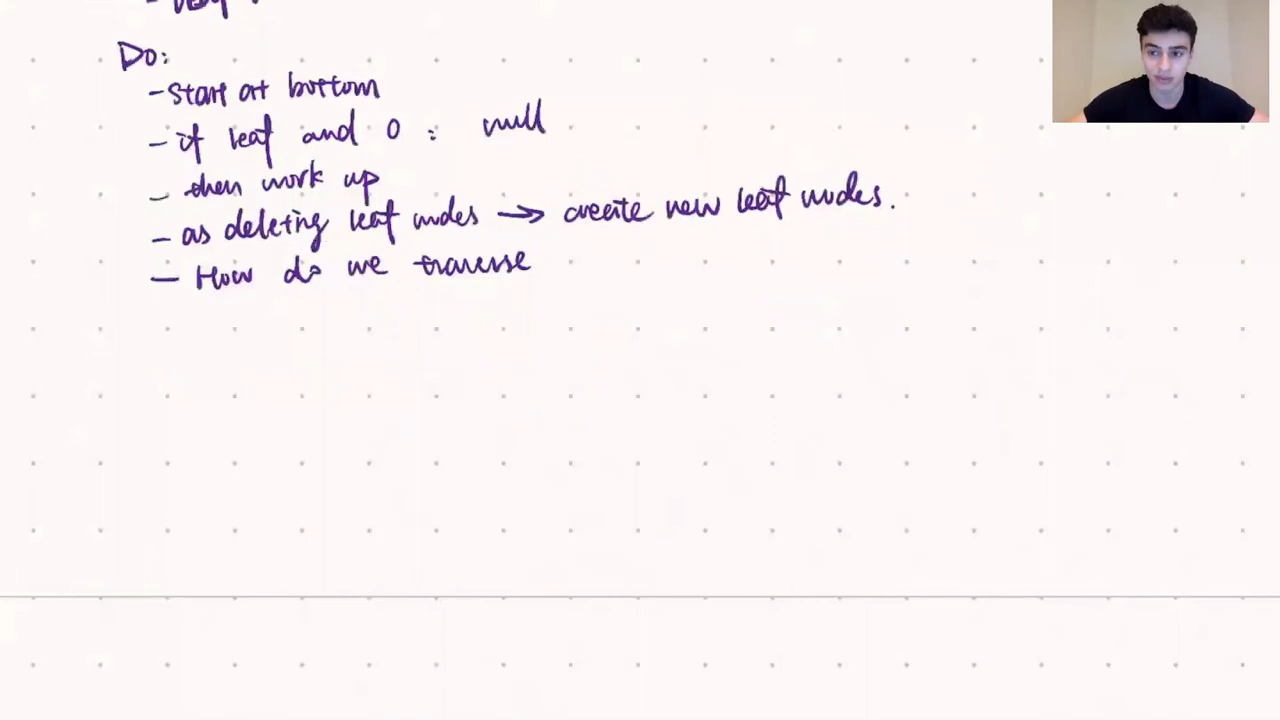 Do:
- Start at bottom
- if leaf and 0 : null
- then work up
- as deleting leaf nodes → create new leaf nodes.
- How do we traverse